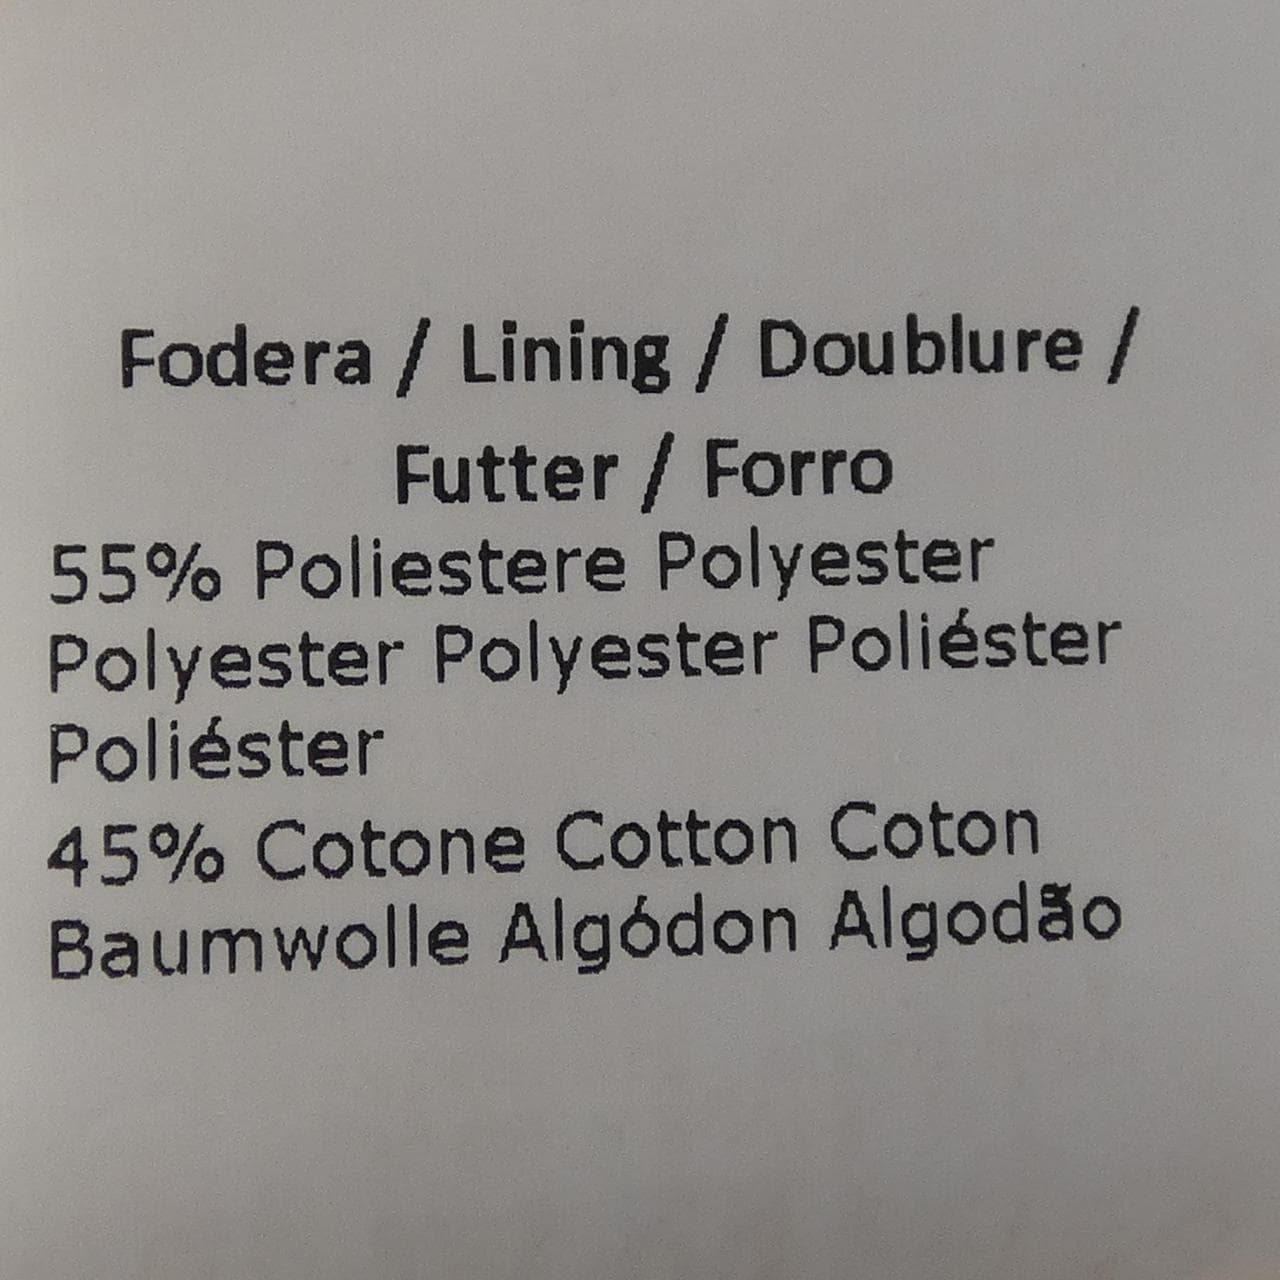 Fodera / Lining / Doublure /
Futter / Forro
55% Poliestere Polyester
Polyester Polyester Poliéster
Poliéster
45% Cotone Cotton Coton
Baumwolle Algódon Algodão